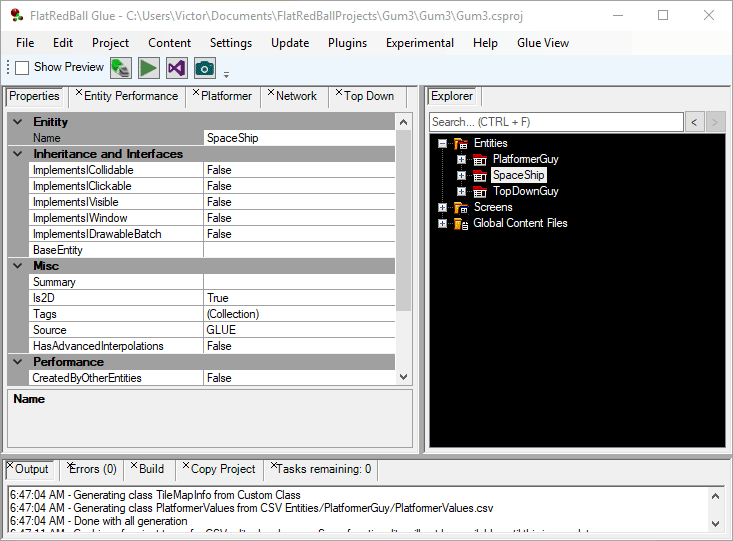 FlatRedBall Glue - C:\Users\Victor\Documents\FlatRedBallProjects\Gum3\Gum3\Gum3.csproj
File Edit Project Content Settings Update Plugins Experimental Help Glue View
Show Preview
Properties Entity Performance Platformer Network Top Down
Enitity
Name SpaceShip
Inheritance and Interfaces
ImplementsICollidable False
ImplementsIClickable False
ImplementsIVisible False
ImplementsIWindow False
ImplementsIDrawableBatch False
BaseEntity
Misc
Summary
Is2D True
Tags (Collection)
Source GLUE
HasAdvancedInterpolations False
Performance
CreatedByOtherEntities False
Name
Explorer
Search... (CTRL + F) < >
Entities
PlatformerGuy
SpaceShip
TopDownGuy
Screens
Global Content Files
Output Errors (0) Build Copy Project Tasks remaining: 0
6:47:04 AM - Generating class TileMapInfo from Custom Class
6:47:04 AM - Generating class PlatformerValues from CSV Entities/PlatformerGuy/PlatformerValues.csv
6:47:04 AM - Done with all generation